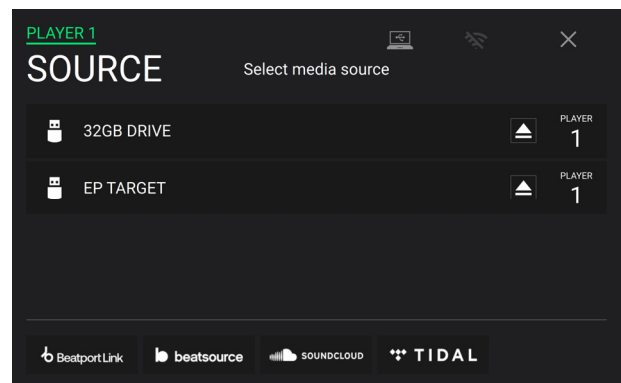 PLAYER 1
SOURCE
Select media source
32GB DRIVE
PLAYER
1
EP TARGET
PLAYER
1
Beatport Link
beatsource
SOUNDCLOUD
TIDAL